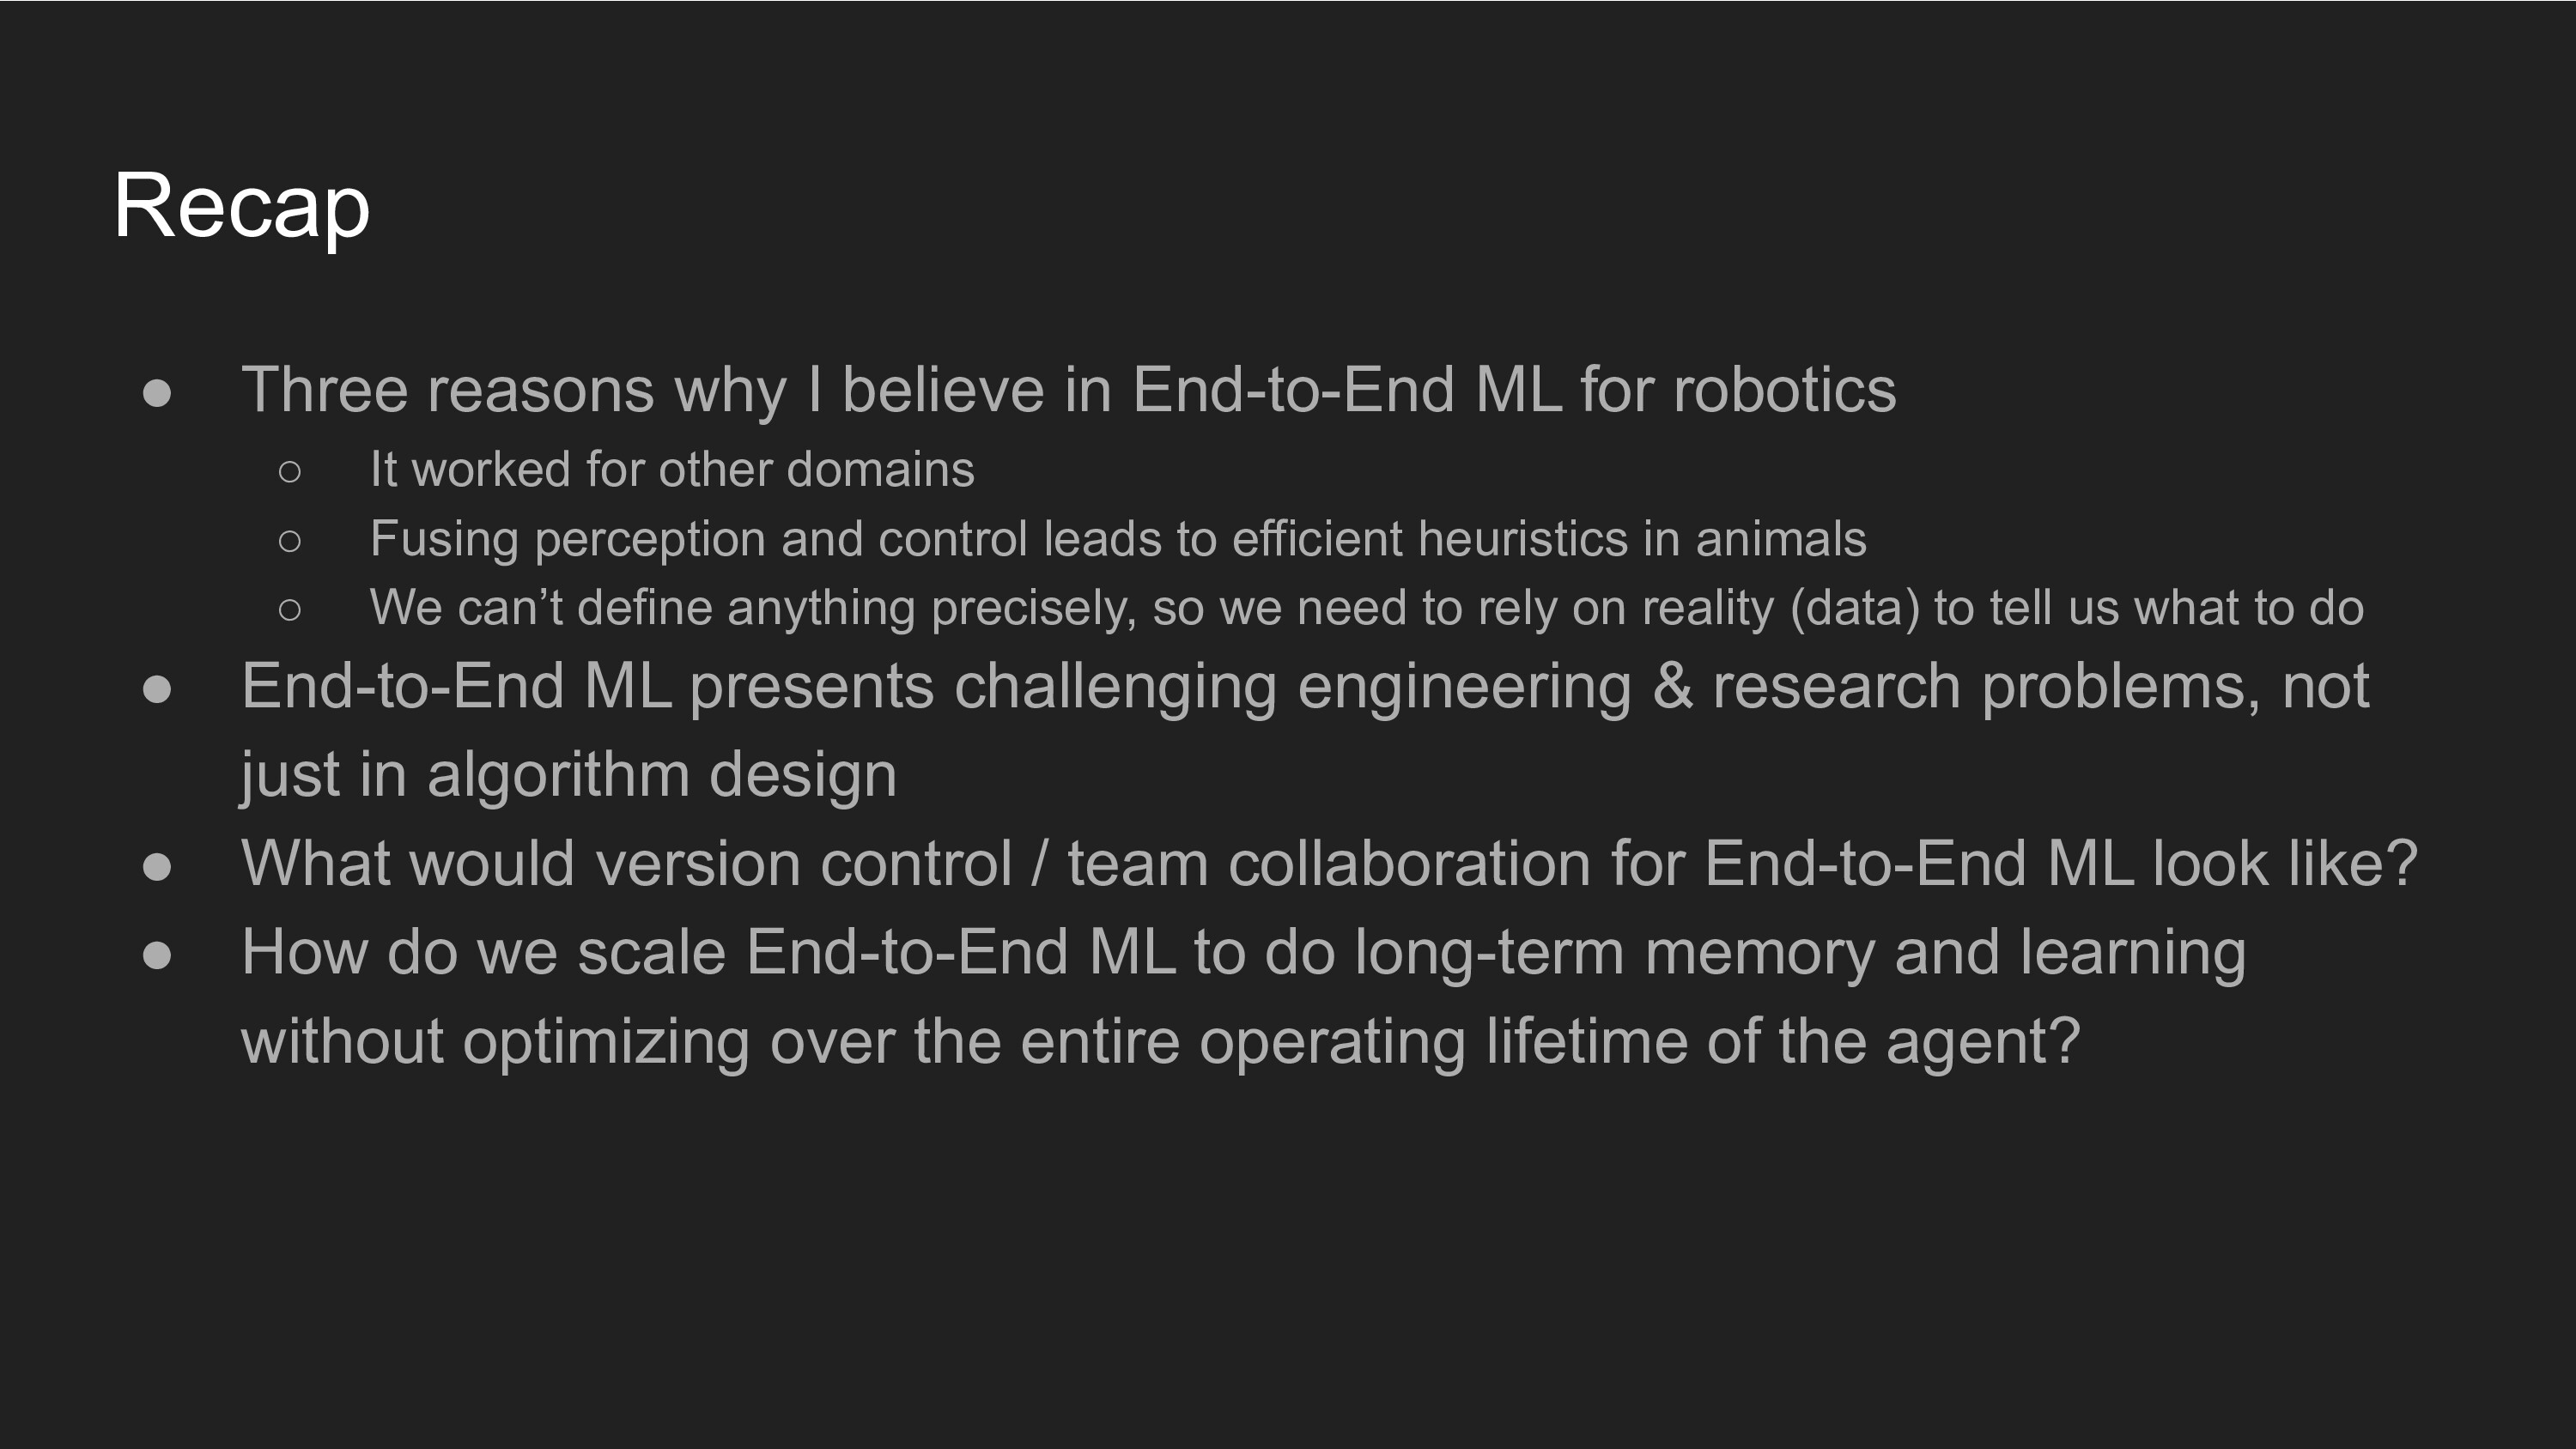 Recap
● Three reasons why I believe in End-to-End ML for robotics
○ It worked for other domains
○ Fusing perception and control leads to efficient heuristics in animals
○ We can’t define anything precisely, so we need to rely on reality (data) to tell us what to do
● End-to-End ML presents challenging engineering & research problems, not
just in algorithm design
● What would version control / team collaboration for End-to-End ML look like?
● How do we scale End-to-End ML to do long-term memory and learning
without optimizing over the entire operating lifetime of the agent?